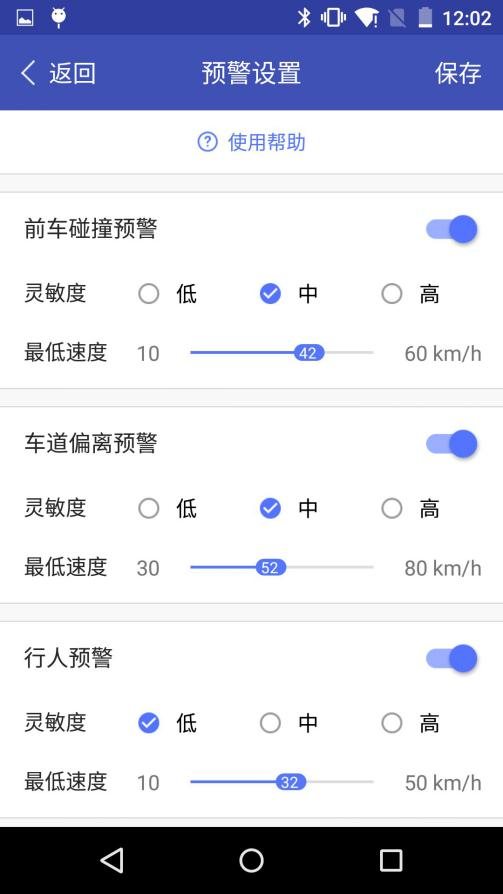 12:02
返回 预警设置 保存
使用帮助
前车碰撞预警
灵敏度 低 中 高
最低速度 10 42 60 km/h
车道偏离预警
灵敏度 低 中 高
最低速度 30 52 80 km/h
行人预警
灵敏度 低 中 高
最低速度 10 32 50 km/h